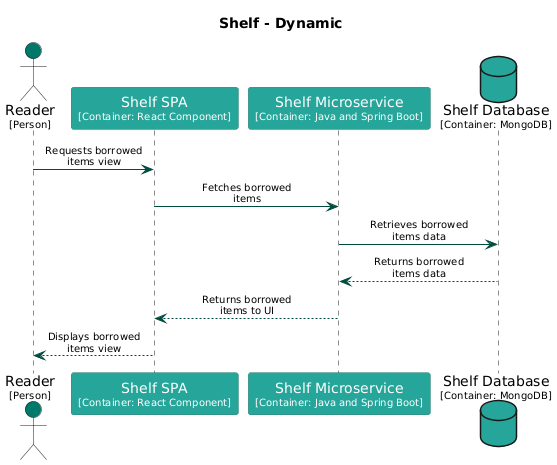 Shelf - Dynamic
Reader
[Person]
Shelf SPA
[Container: React Component]
Shelf Microservice
[Container: Java and Spring Boot]
Shelf Database
[Container: MongoDB]
Requests borrowed
items view
Fetches borrowed
items
Retrieves borrowed
items data
Returns borrowed
items data
Returns borrowed
items to UI
Displays borrowed
items view
Reader
[Person]
Shelf SPA
[Container: React Component]
Shelf Microservice
[Container: Java and Spring Boot]
Shelf Database
[Container: MongoDB]